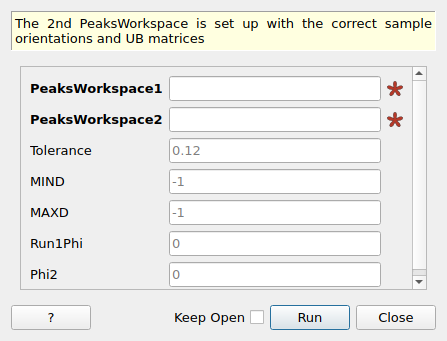 The 2nd PeaksWorkspace is set up with the correct sample
orientations and UB matrices
PeaksWorkspace1
PeaksWorkspace2
Tolerance 0.12
MIND -1
MAXD -1
Run1Phi 0
Phi2 0
? Keep Open Run Close